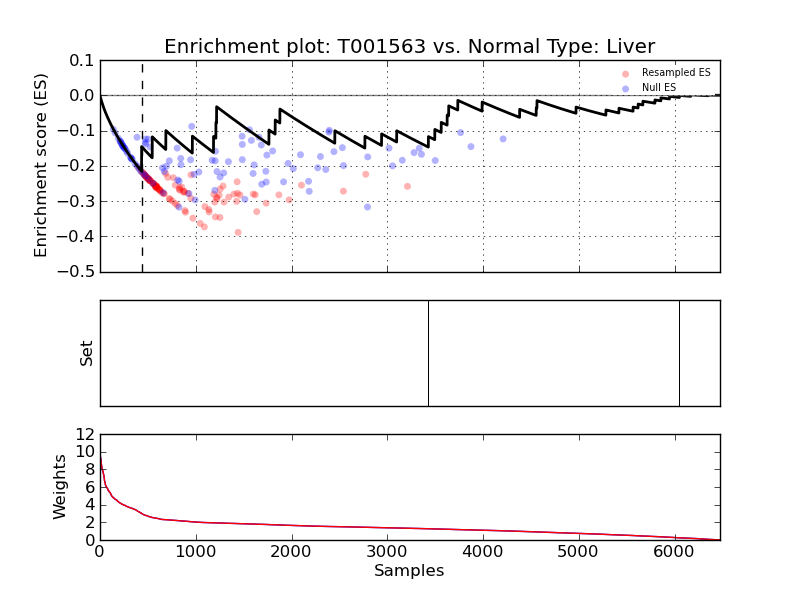 Enrichment plot: T001563 vs. Normal Type: Liver
Enrichment score (ES)
0.1
0.0
−0.1
−0.2
−0.3
−0.4
−0.5
Resampled ES
Null ES
Set
Weights
12
10
8
6
4
2
0
0 1000 2000 3000 4000 5000 6000
Samples